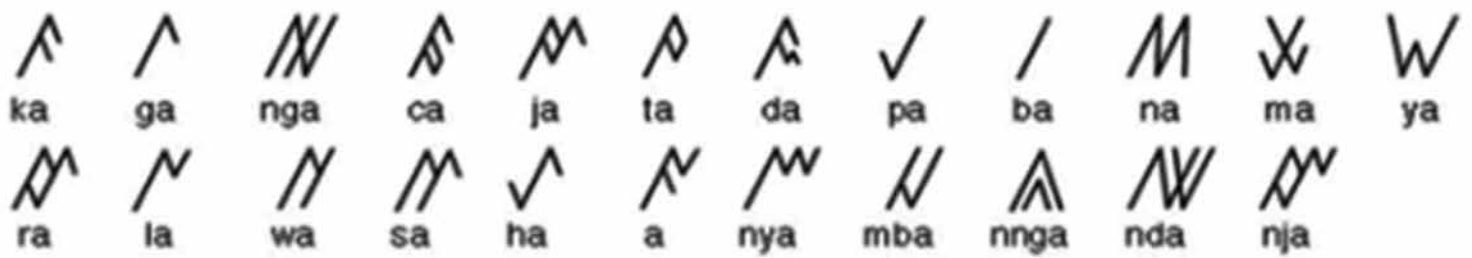 ꤰ ꤱ ꤲ ꤹ ꤺ ꤳ ꤴ ꤶ ꤷ ꤵ ꤸ ꤿ
ka ga nga ca ja ta da pa ba na ma ya
ꤽ ꤾ ꥀ ꤼ ꥁ ꥆ ꤻ ꥂ ꥃ ꥄ ꥅ
ra la wa sa ha a nya mba nnga nda nja